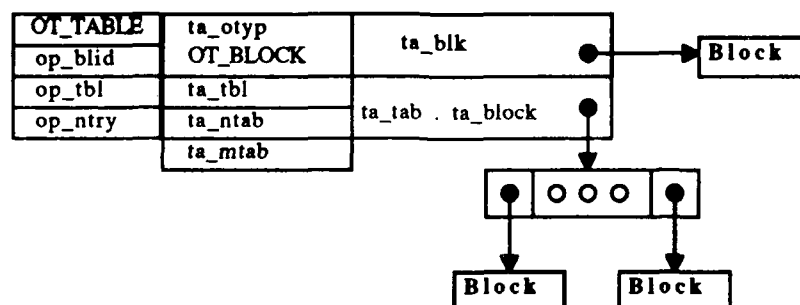 OT_TABLE ta_otyp ta_blk Block
op_blid OT_BLOCK
op_tbl ta_tbl ta_tab . ta_block
op_ntry ta_ntab
ta_mtab
Block Block